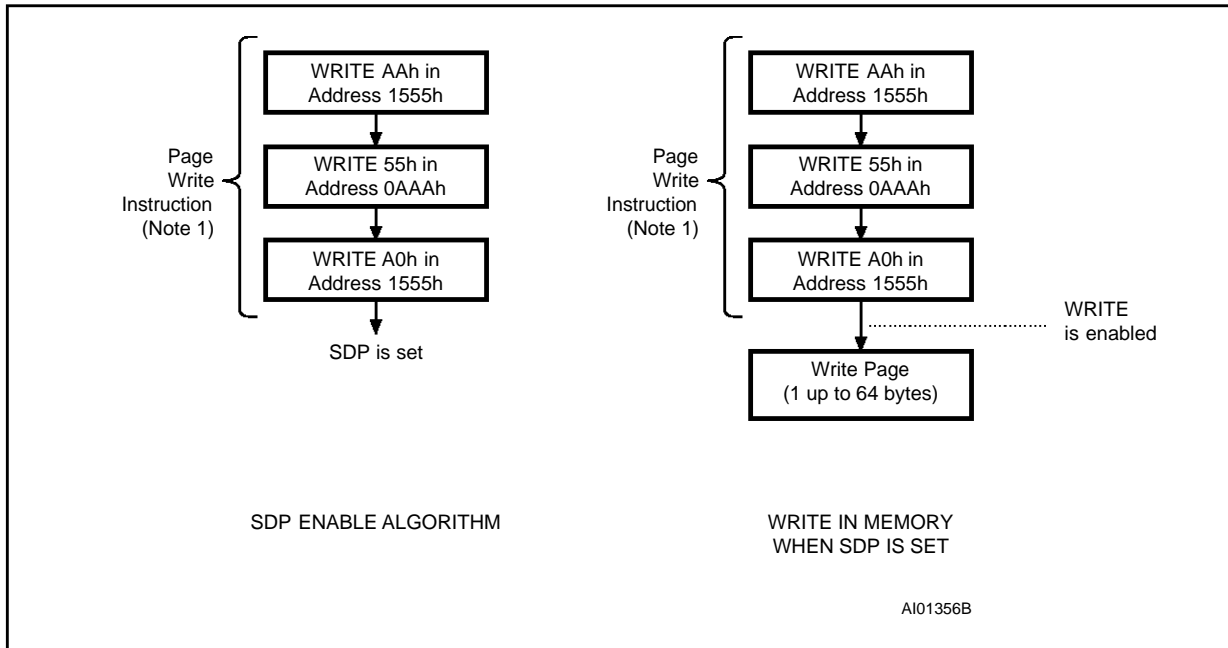 WRITE AAh in
Address 1555h
Page
Write
Instruction
(Note 1)
WRITE 55h in
Address 0AAAh
WRITE A0h in
Address 1555h
SDP is set
SDP ENABLE ALGORITHM
WRITE AAh in
Address 1555h
Page
Write
Instruction
(Note 1)
WRITE 55h in
Address 0AAAh
WRITE A0h in
Address 1555h
WRITE
is enabled
Write Page
(1 up to 64 bytes)
WRITE IN MEMORY
WHEN SDP IS SET
AI01356B